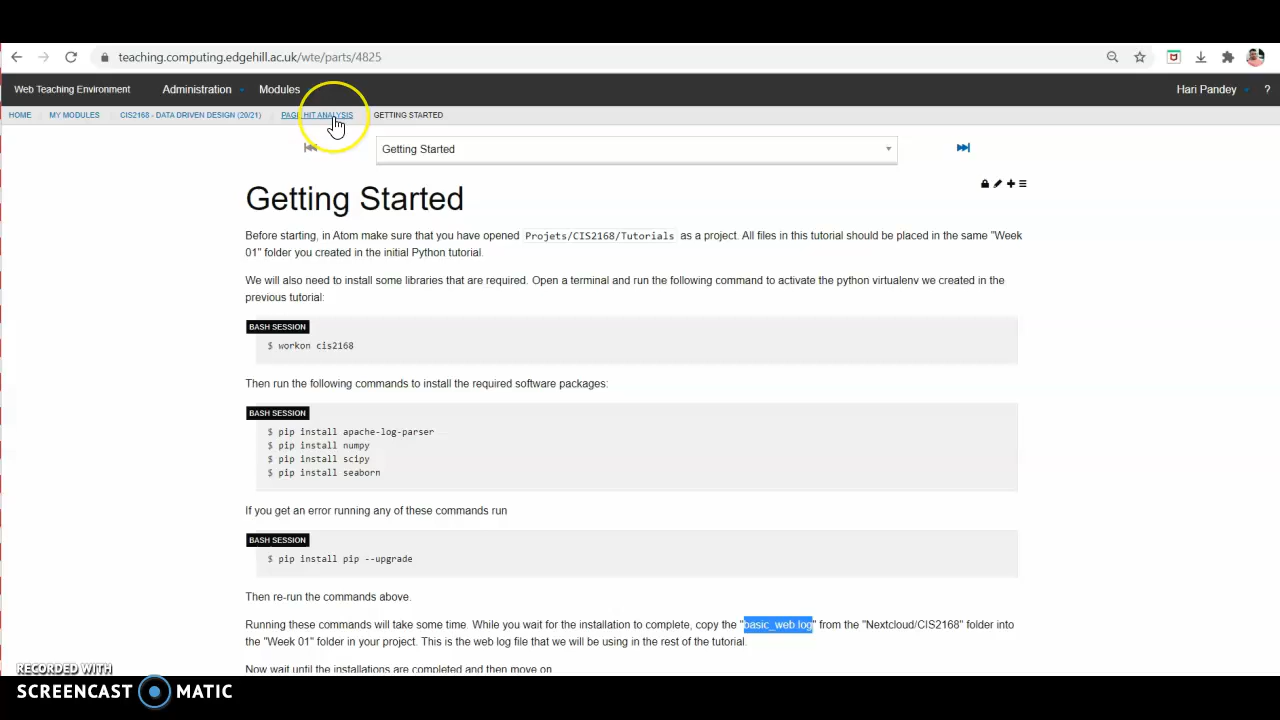 teaching.computing.edgehill.ac.uk/wte/parts/4825
Web Teaching Environment Administration Modules Hari Pandey ?
HOME MY MODULES CIS2168 - DATA DRIVEN DESIGN (20/21) PAGE HIT ANALYSIS GETTING STARTED
Getting Started
Getting Started
Before starting, in Atom make sure that you have opened Projets/CIS2168/Tutorials as a project. All files in this tutorial should be placed in the same "Week
01" folder you created in the initial Python tutorial.
We will also need to install some libraries that are required. Open a terminal and run the following command to activate the python virtualenv we created in the
previous tutorial:
BASH SESSION
$ workon cis2168
Then run the following commands to install the required software packages:
BASH SESSION
$ pip install apache-log-parser
$ pip install numpy
$ pip install scipy
$ pip install seaborn
If you get an error running any of these commands run
BASH SESSION
$ pip install pip --upgrade
Then re-run the commands above.
Running these commands will take some time. While you wait for the installation to complete, copy the "basic_web.log" from the "Nextcloud/CIS2168" folder into
the "Week 01" folder in your project. This is the web log file that we will be using in the rest of the tutorial.
Now wait until the installations are completed and then move on
RECORDED WITH
SCREENCAST MATIC